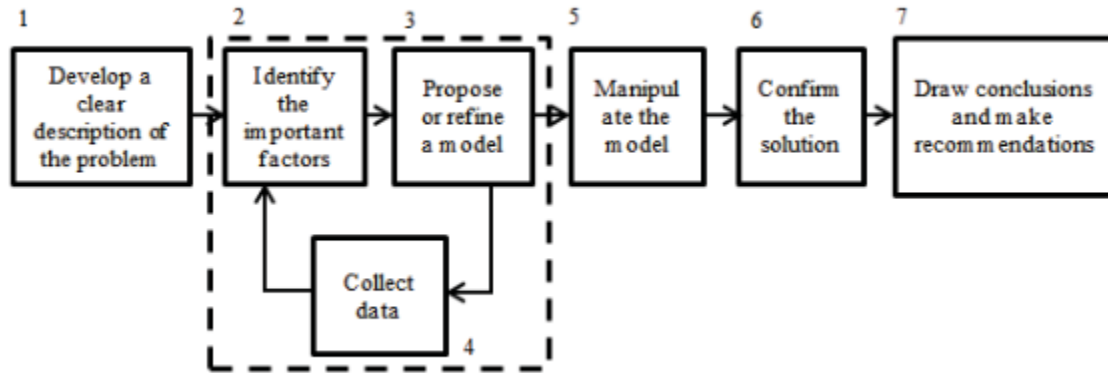 1
Develop a
clear
description of
the problem
2
Identify
the
important
factors
3
Propose
or refine
a model
4
Collect
data
5
Manipul
ate the
model
6
Confirm
the
solution
7
Draw conclusions
and make
recommendations